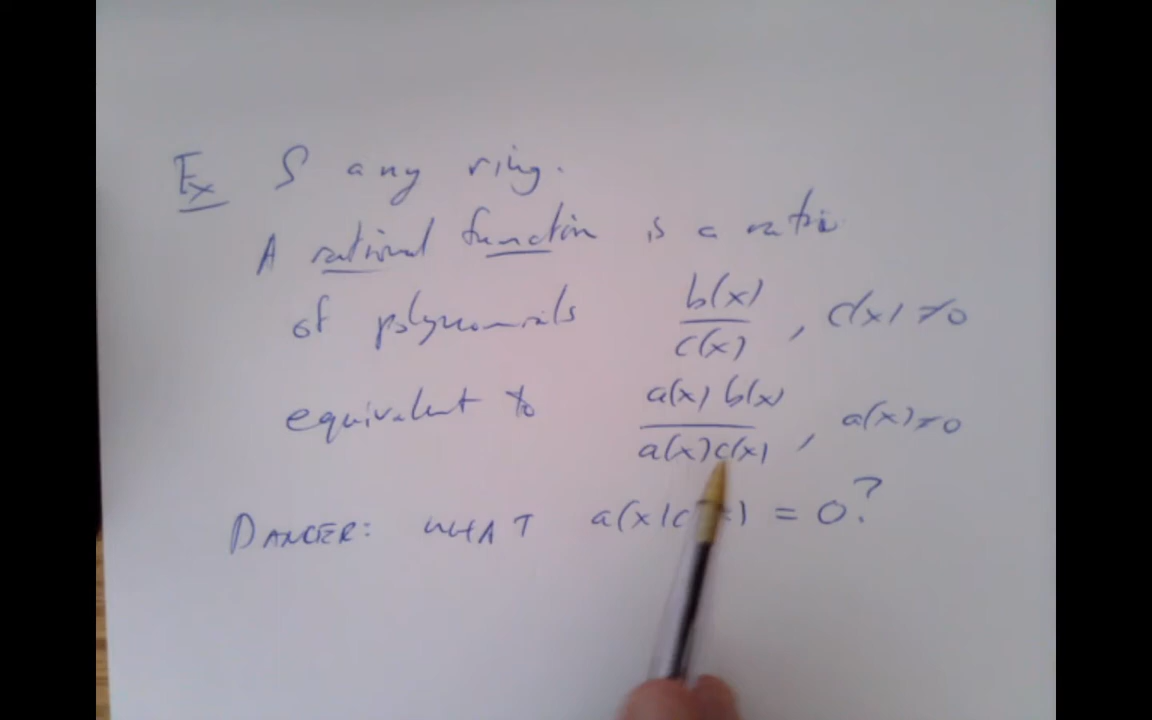 Ex S any ring.
A rational function is a ratio
of polynomials b(x)/c(x), c(x) ≠ 0
equivalent to a(x) b(x)/a(x) c(x), a(x) ≠ 0
DANGER: WHAT a(x) c(x) = 0?